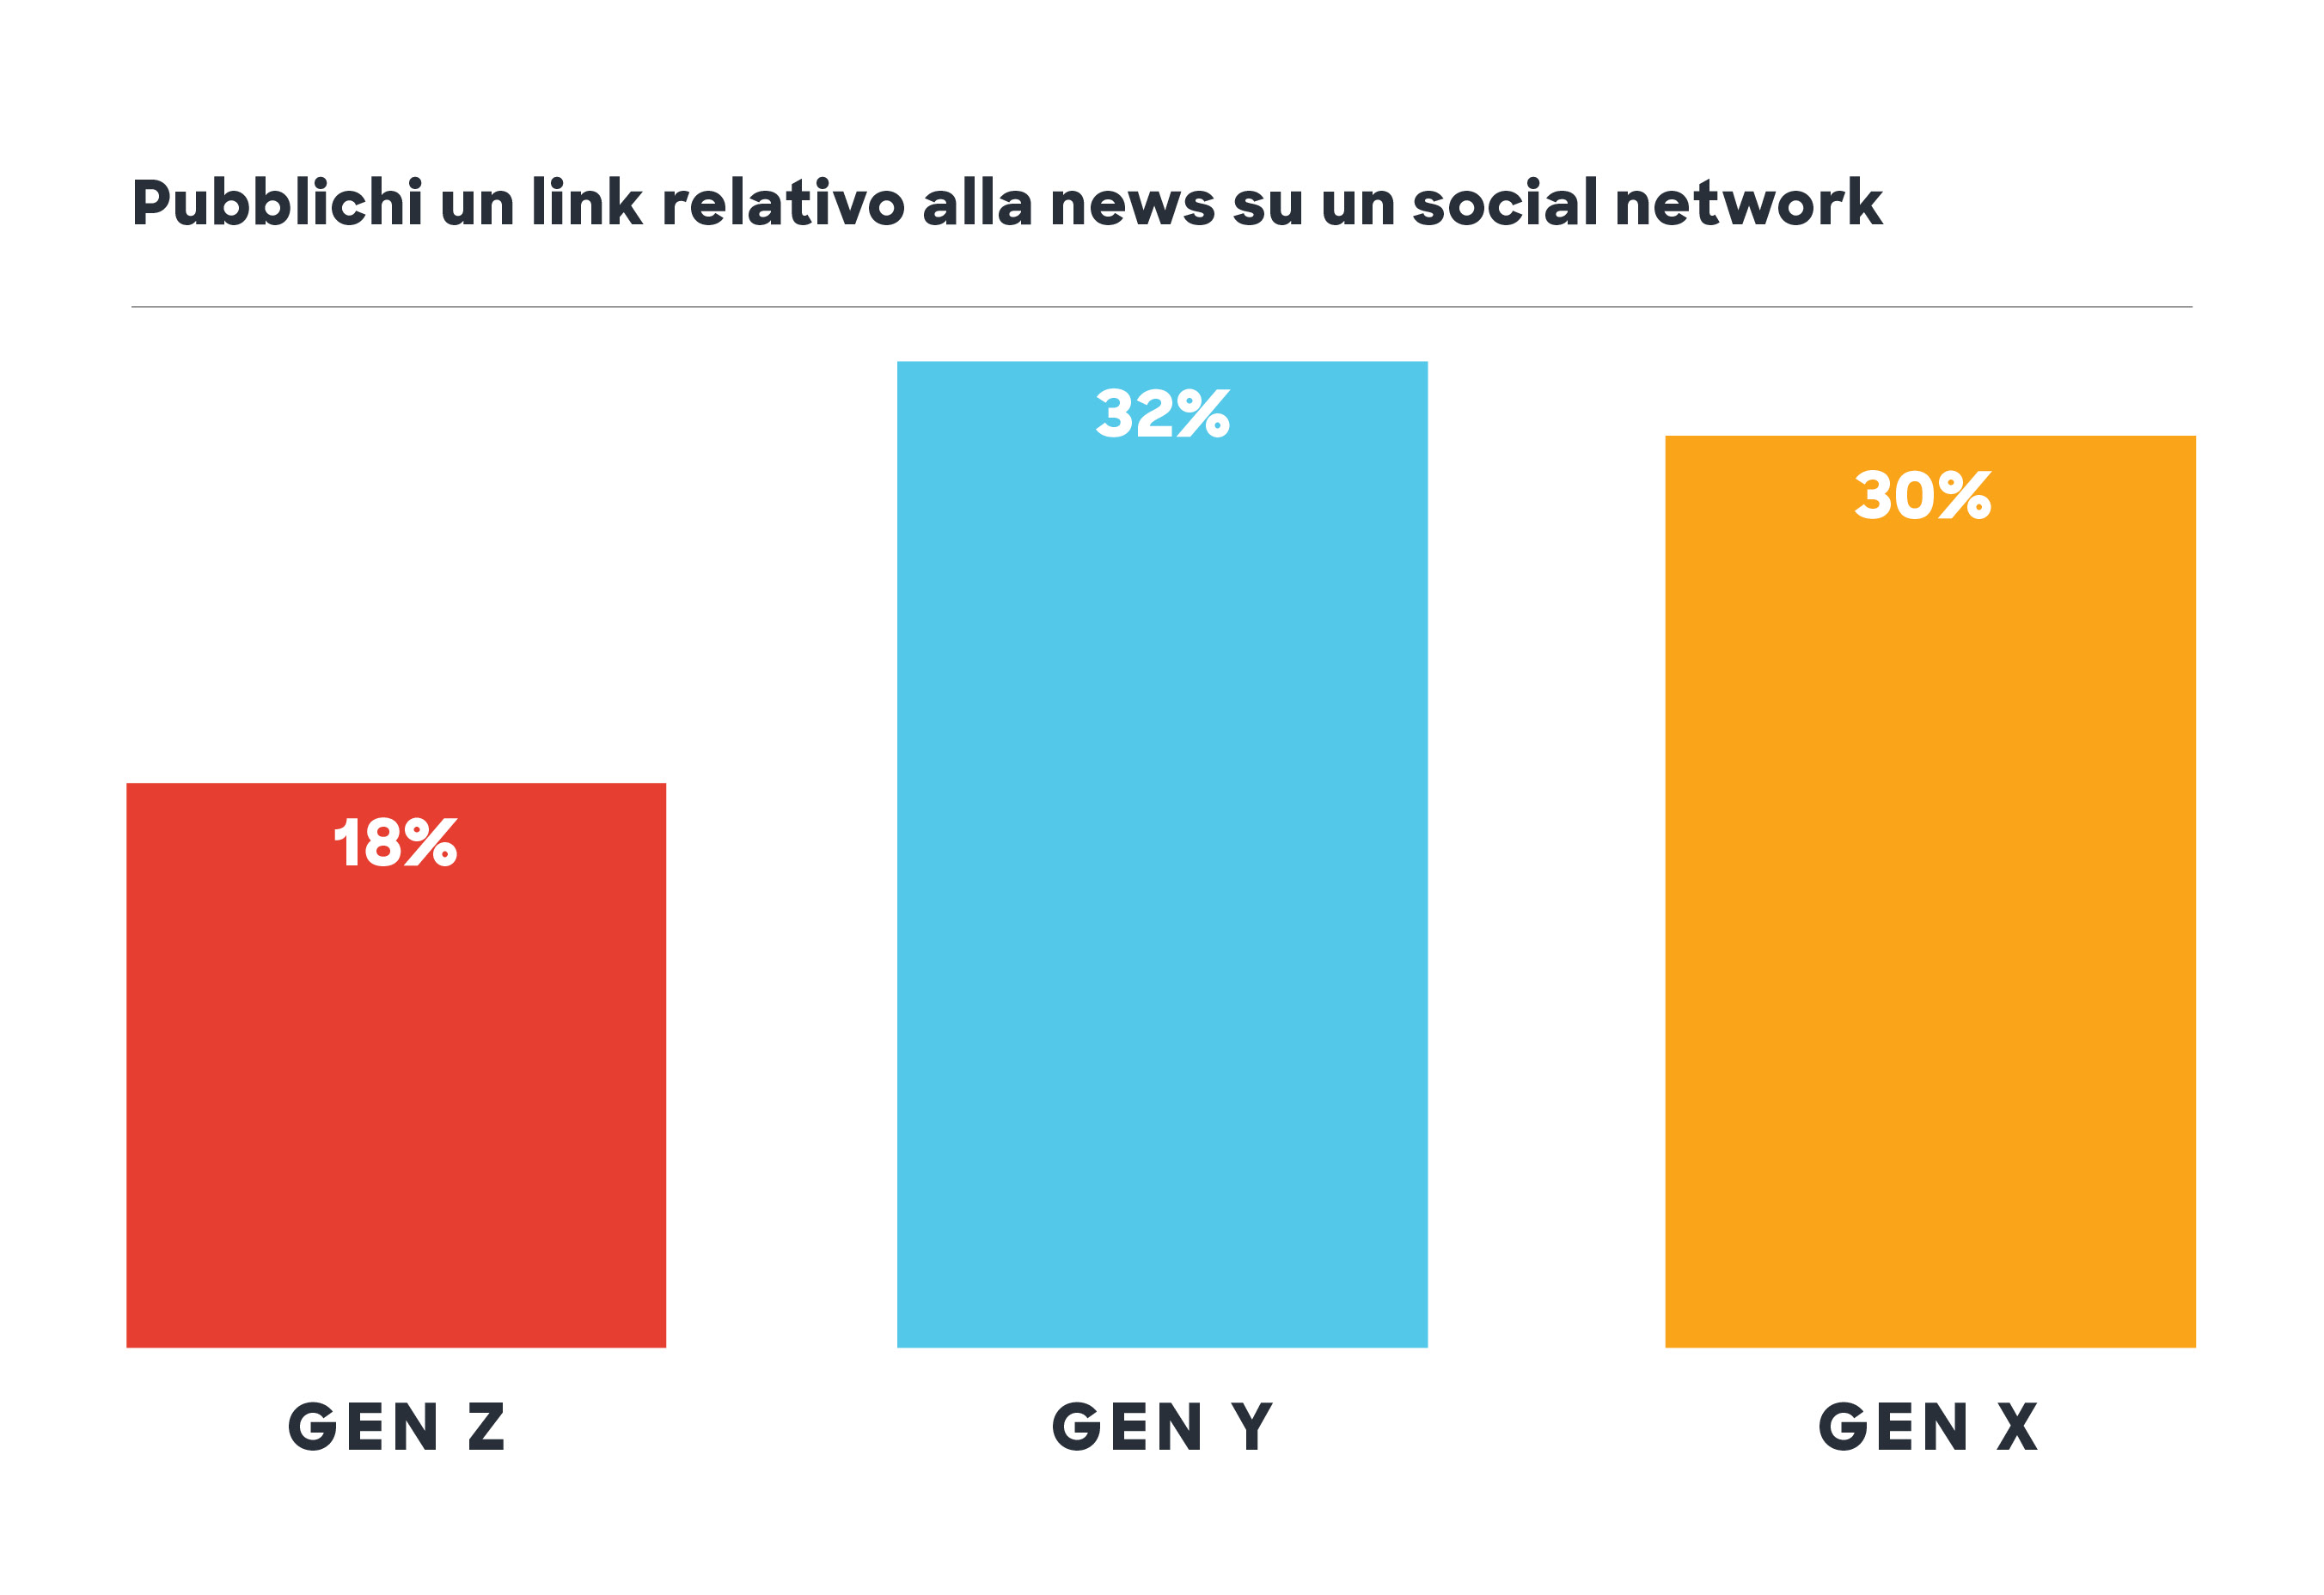 Pubblichi un link relativo alla news su un social network
32%
30%
18%
GEN Z
GEN Y
GEN X